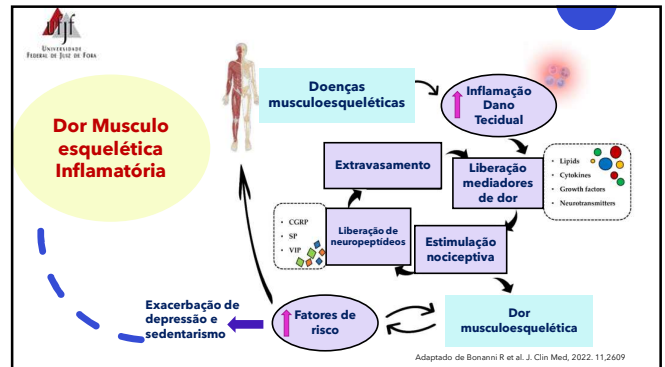 ufjf
UNIVERSIDADE
FEDERAL DE JUIZ DE FORA
Dor Musculo
esquelética
Inflamatória
Doenças
musculoesqueléticas
Inflamação
Dano
Tecidual
Extravasamento
Liberação
mediadores
de dor
• Lipids
• Cytokines
• Growth factors
• Neurotransmitters
• CGRP
• SP
• VIP
Liberação de
neuropeptídeos
Estimulação
nociceptiva
Exacerbação de
depressão e
sedentarismo
Fatores de
risco
Dor
musculoesquelética
Adaptado de Bonanni R et al. J. Clin Med, 2022. 11,2609